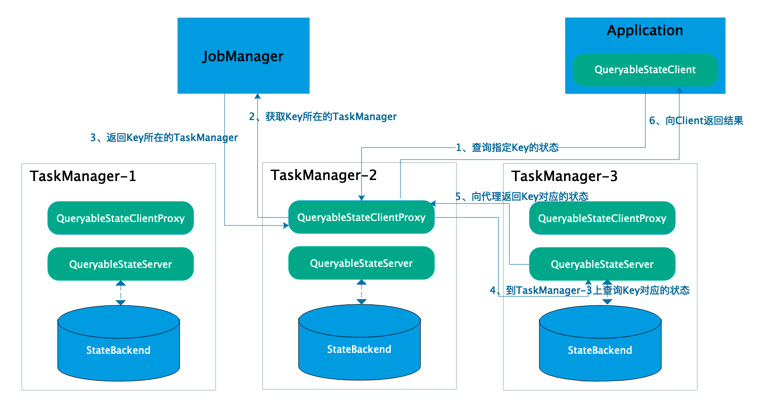 JobManager
Application
QueryableStateClient
2、获取Key所在的TaskManager
6、向Client返回结果
3、返回Key所在的TaskManager
1、查询指定Key的状态
TaskManager-1
TaskManager-2
TaskManager-3
5、向代理返回Key对应的状态
QueryableStateClientProxy
QueryableStateClientProxy
QueryableStateClientProxy
QueryableStateServer
QueryableStateServer
QueryableStateServer
4、到TaskManager-3上查询Key对应的状态
StateBackend
StateBackend
StateBackend